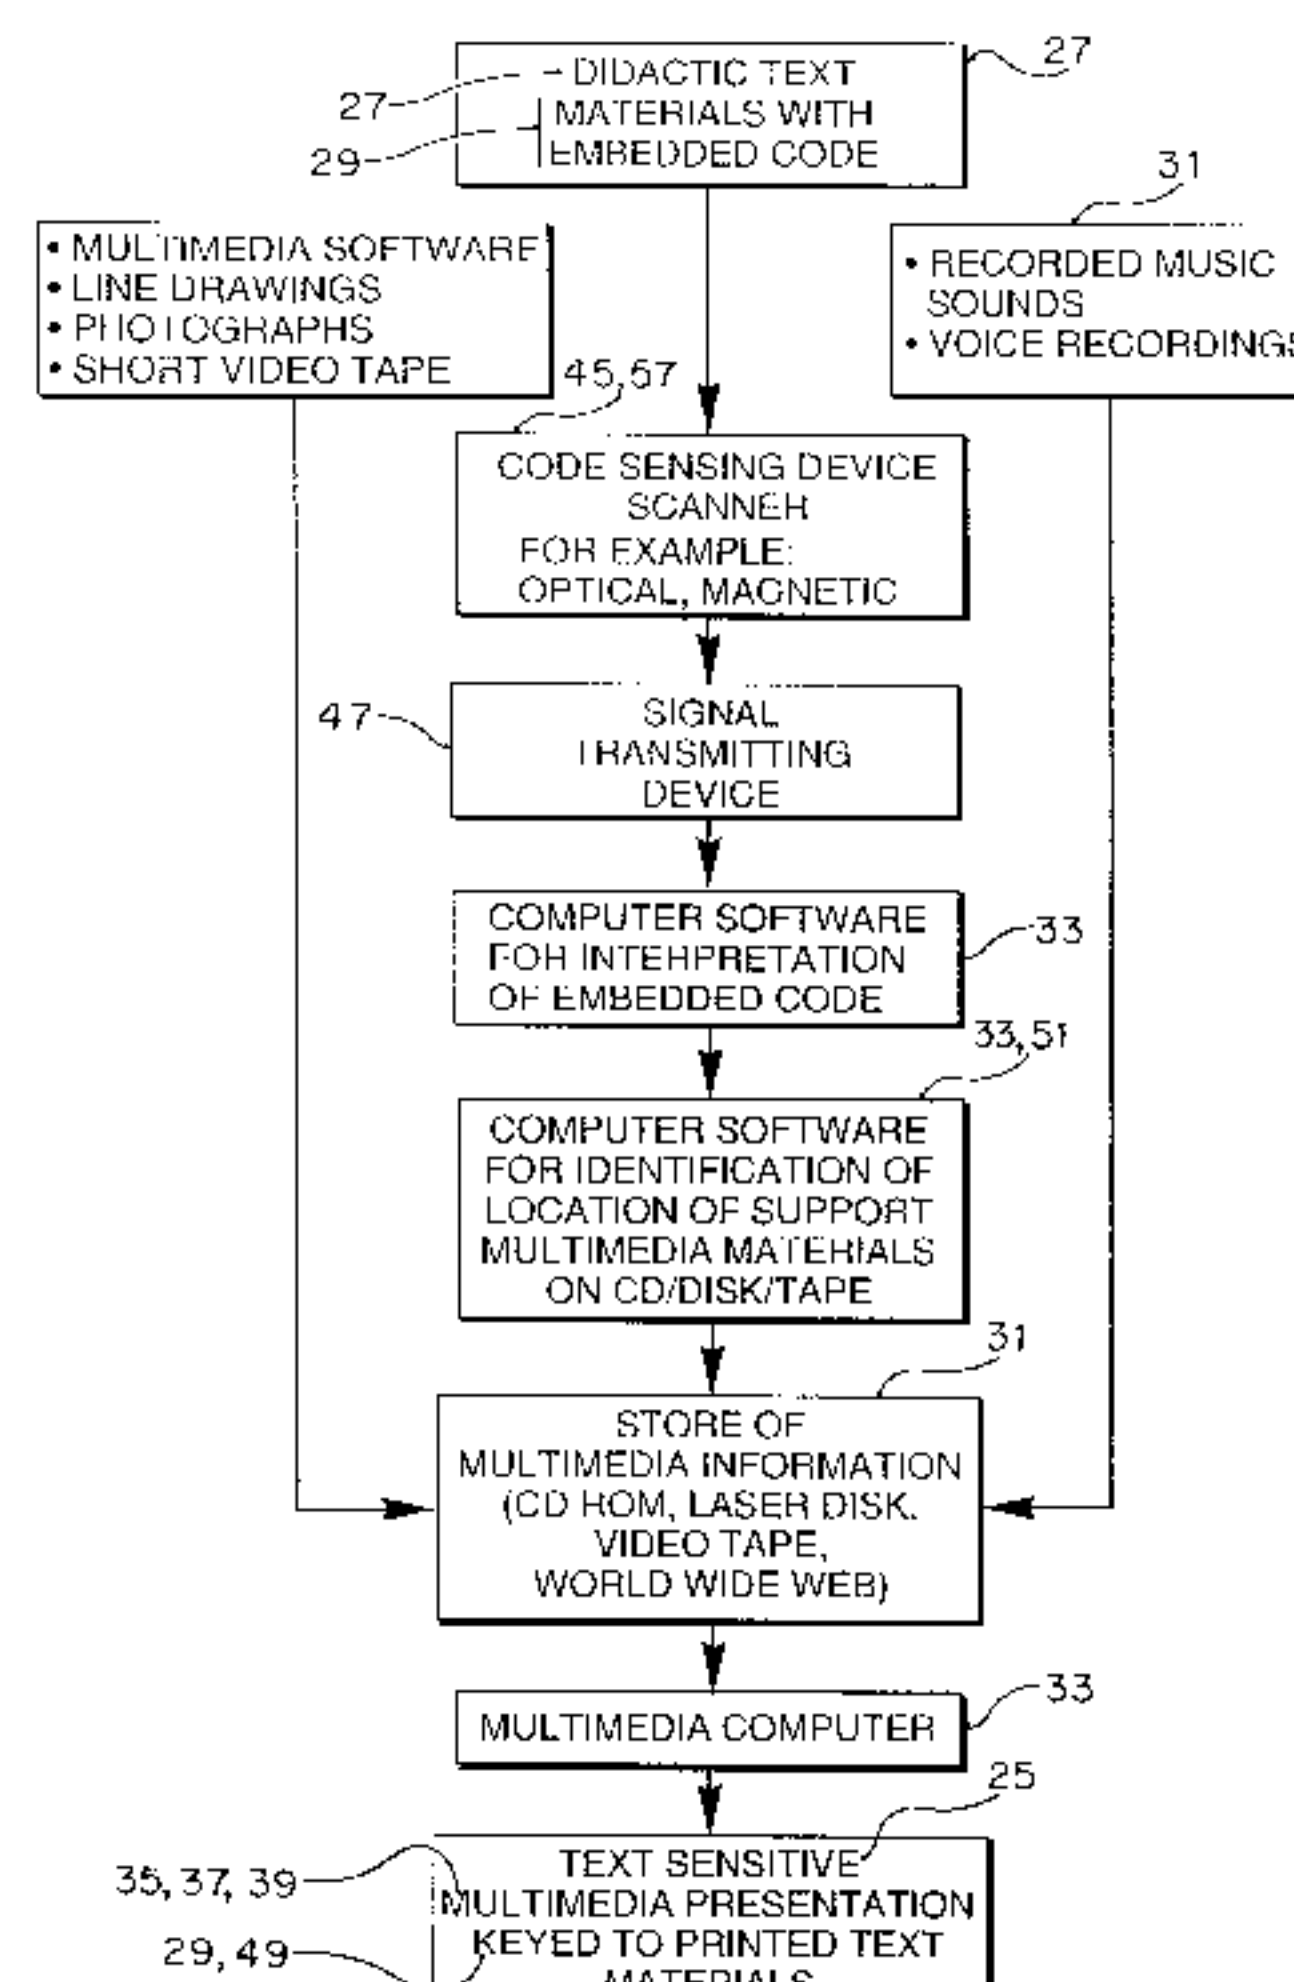 27
27
DIDACTIC TEXT
MATERIALS WITH
EMBEDDED CODE
29
31
• MULTIMEDIA SOFTWARE
• LINE DRAWINGS
• PHOTOGRAPHS
• SHORT VIDEO TAPE
• RECORDED MUSIC
SOUNDS
• VOICE RECORDINGS
45,57
CODE SENSING DEVICE
SCANNER
FOR EXAMPLE:
OPTICAL, MAGNETIC
47
SIGNAL
TRANSMITTING
DEVICE
COMPUTER SOFTWARE
FOR INTERPRETATION
OF EMBEDDED CODE
33
33,51
COMPUTER SOFTWARE
FOR IDENTIFICATION OF
LOCATION OF SUPPORT
MULTIMEDIA MATERIALS
ON CD/DISK/TAPE
31
STORE OF
MULTIMEDIA INFORMATION
(CD ROM, LASER DISK,
VIDEO TAPE,
WORLD WIDE WEB)
MULTIMEDIA COMPUTER
33
25
35,37,39
TEXT SENSITIVE
MULTIMEDIA PRESENTATION
KEYED TO PRINTED TEXT
MATERIALS
29,49